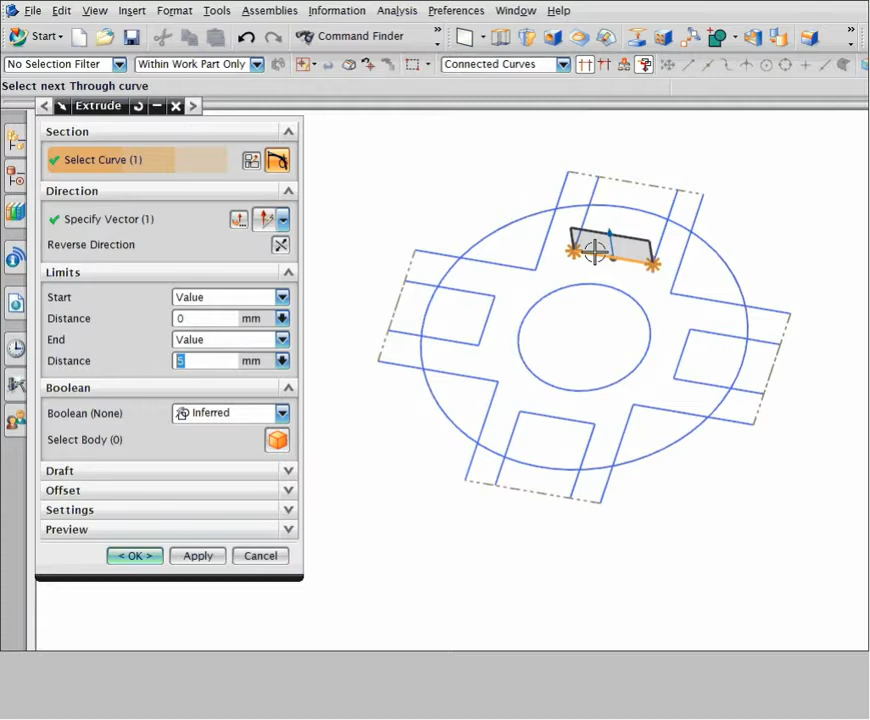 File Edit View Insert Format Tools Assemblies Information Analysis Preferences Window Help
Start Command Finder
No Selection Filter Within Work Part Only Connected Curves
Select next Through curve
Extrude
Section
Select Curve (1)
Direction
Specify Vector (1)
Reverse Direction
Limits
Start Value
Distance 0 mm
End Value
Distance 5 mm
Boolean
Boolean (None) Inferred
Select Body (0)
Draft
Offset
Settings
Preview
< OK > Apply Cancel